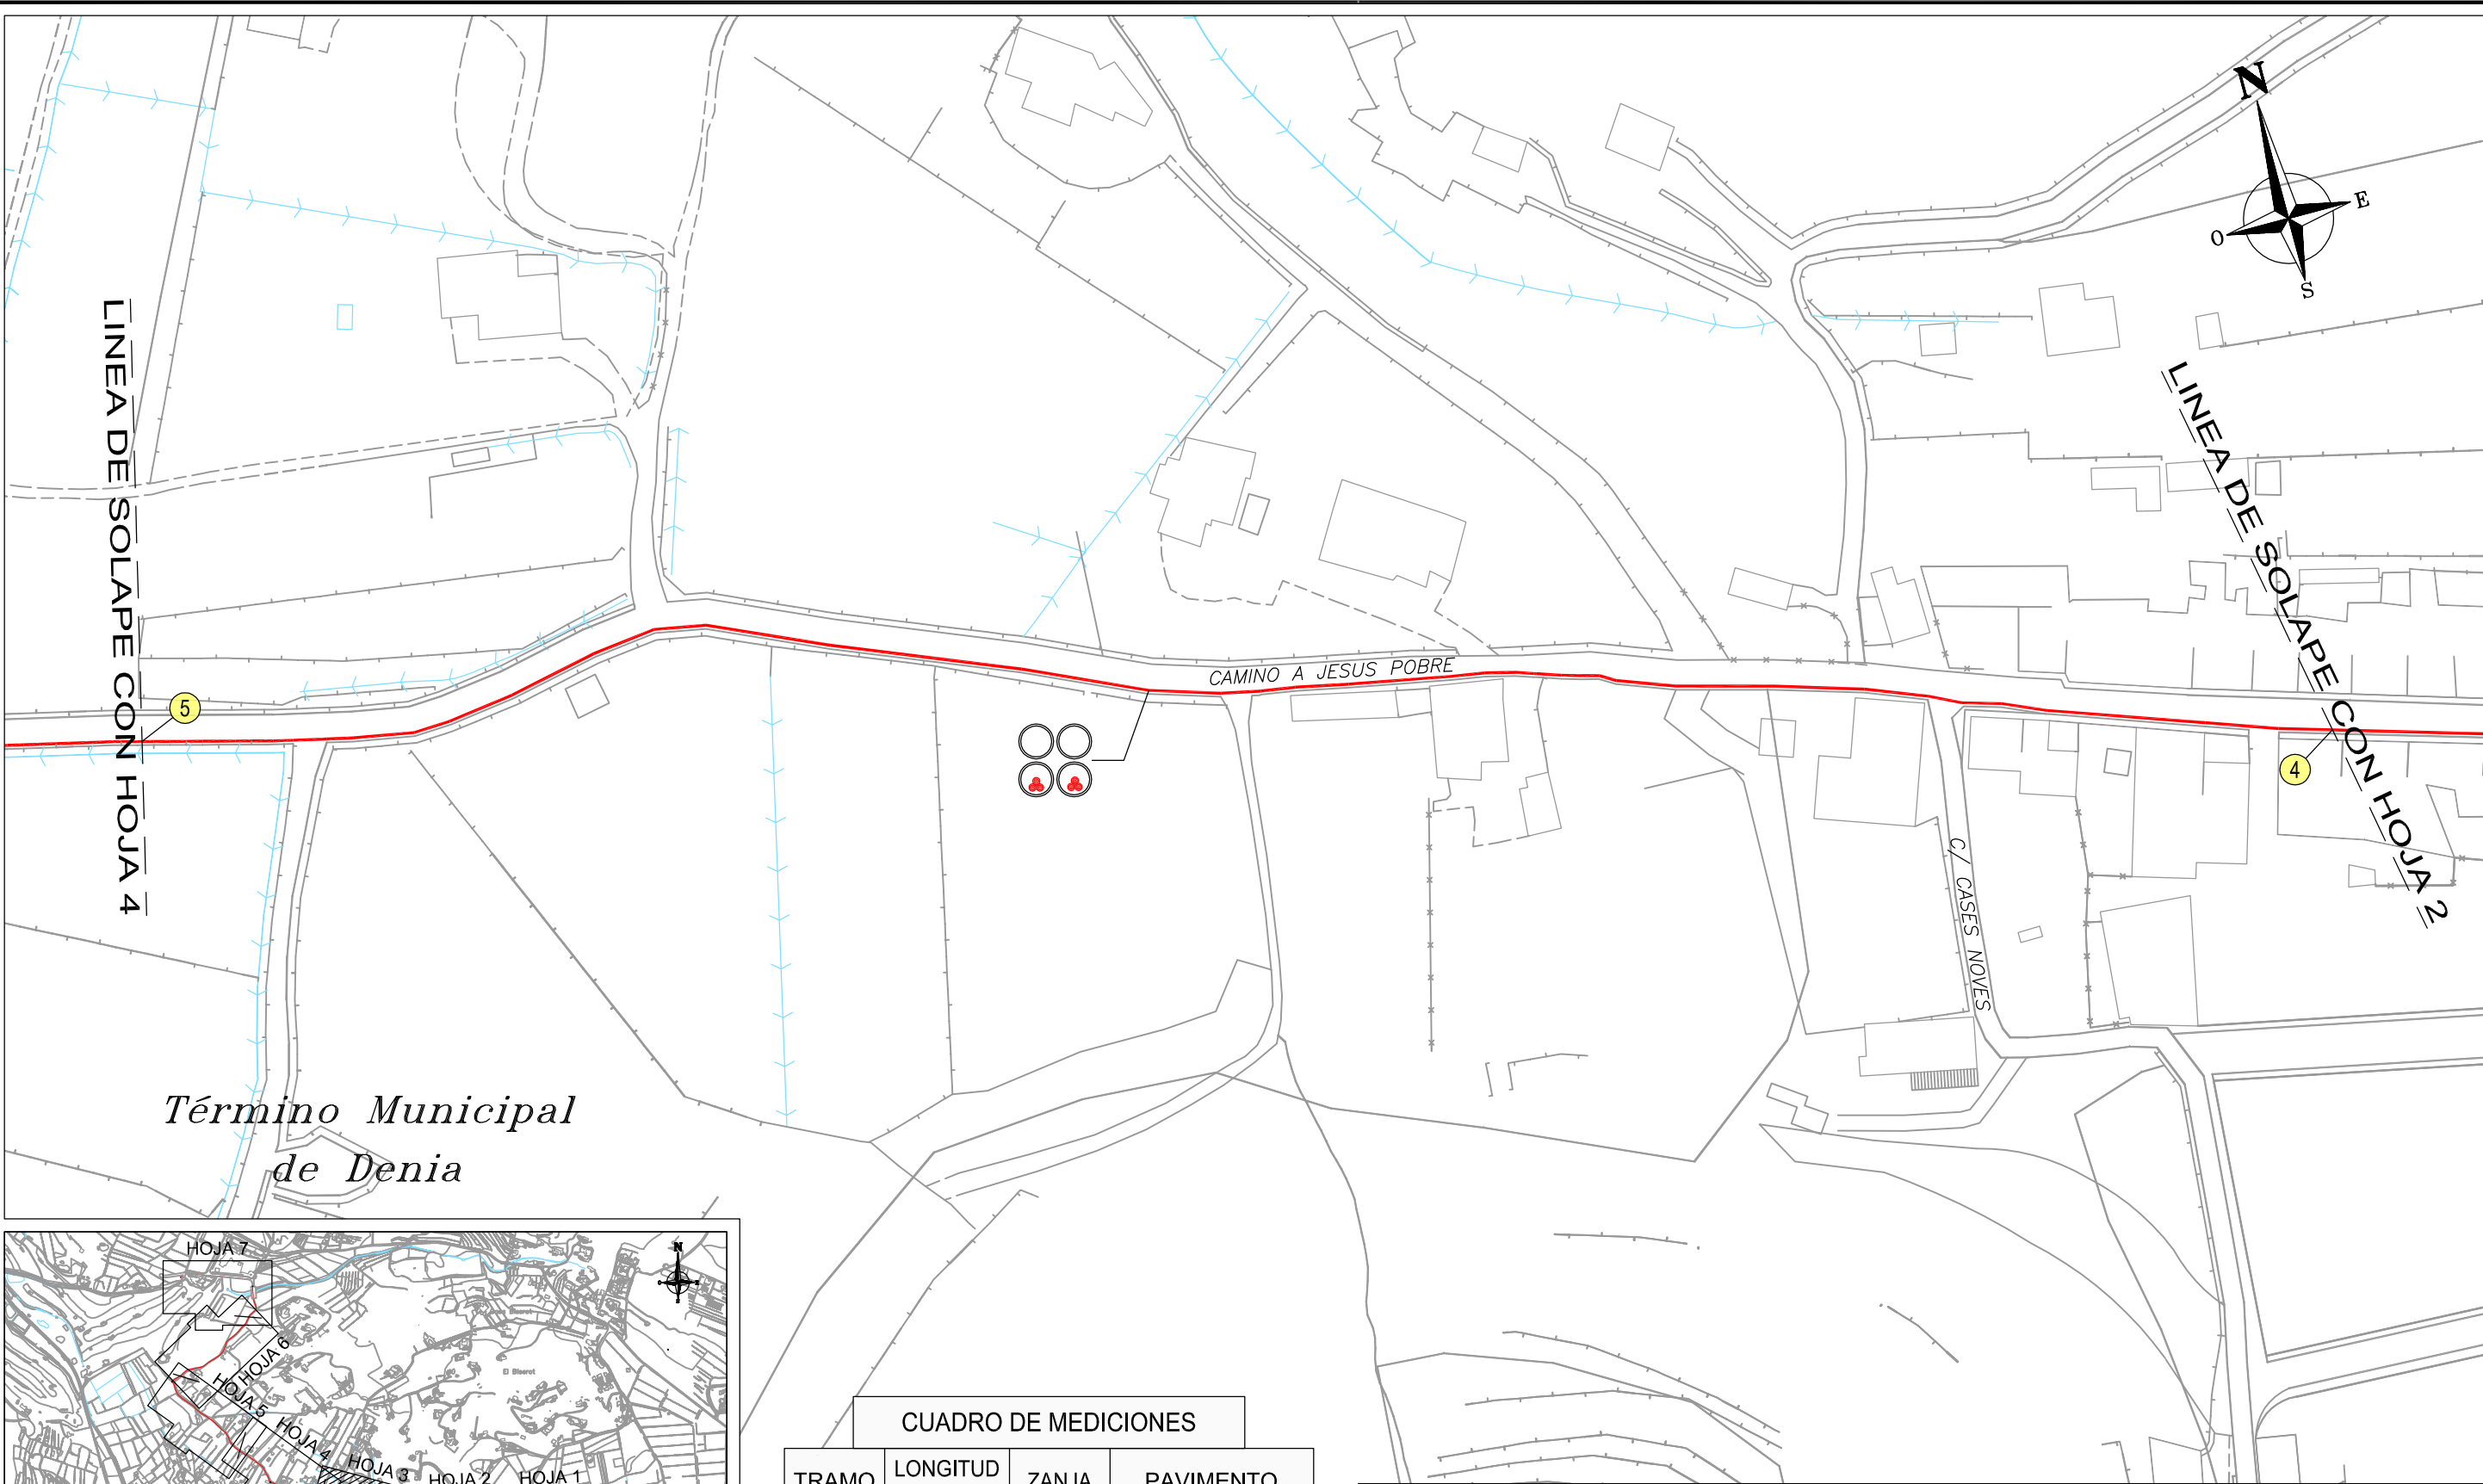 N
E
O
S
LINEA DE SOLAPE CON HOJA 4
LINEA DE SOLAPE CON HOJA 2
CAMINO A JESUS POBRE
5
4
C/ CASES NOVES
Término Municipal
de Denia
HOJA 7
N
HOJA 6
HOJA 5
HOJA 4
HOJA 3
HOJA 2
HOJA 1
CUADRO DE MEDICIONES
TRAMO
LONGITUD
ZANJA
PAVIMENTO